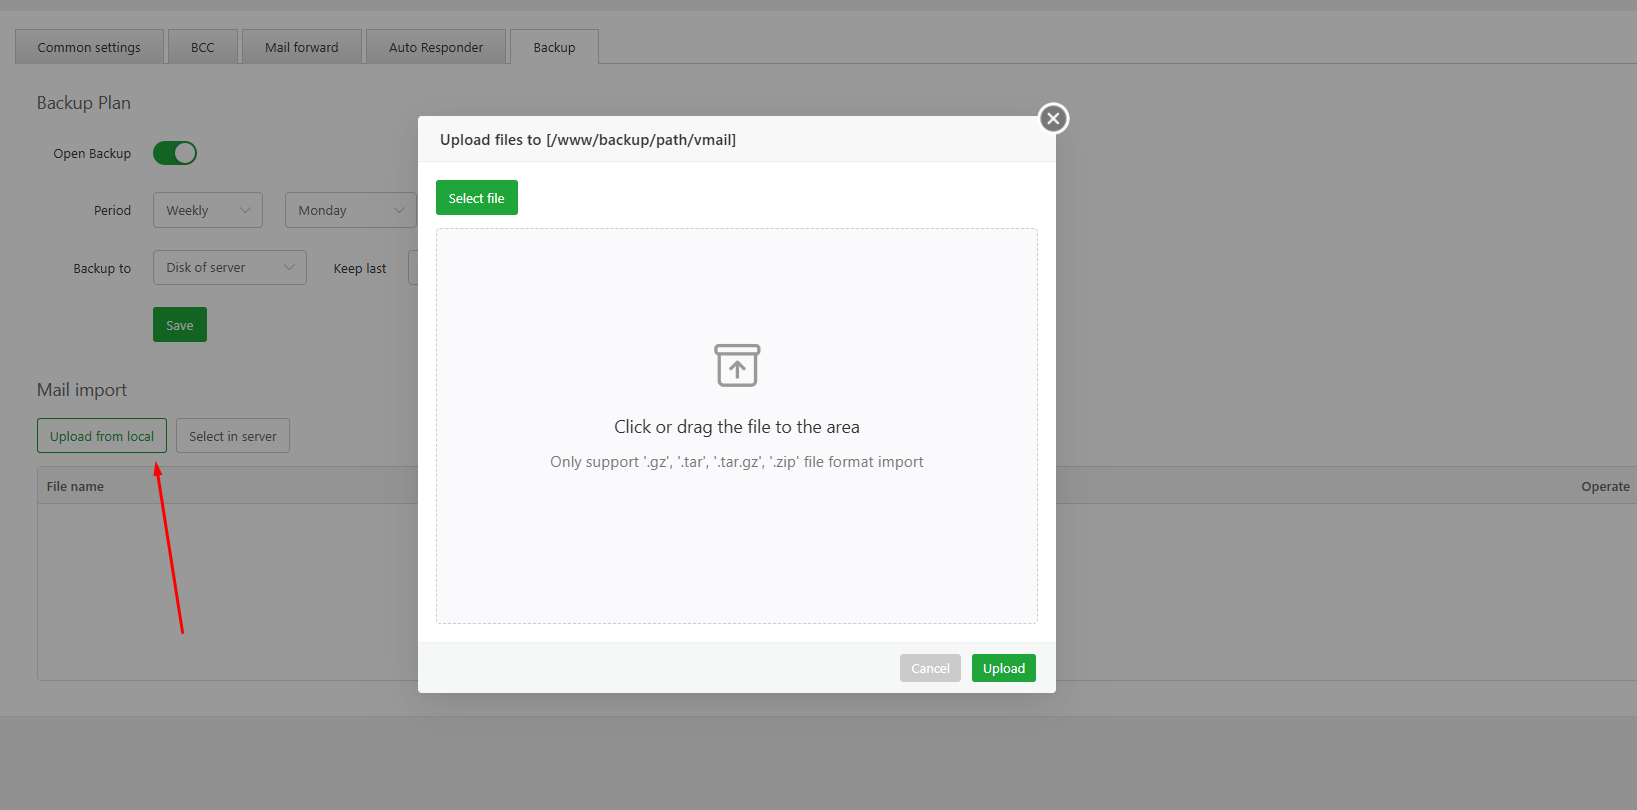 Common settings
BCC
Mail forward
Auto Responder
Backup
Backup Plan
Open Backup
Period
Weekly
Monday
Backup to
Disk of server
Keep last
Save
Mail import
Upload from local
Select in server
File name
Operate
Upload files to [/www/backup/path/vmail]
Select file
Click or drag the file to the area
Only support '.gz', '.tar', '.tar.gz', '.zip' file format import
Cancel
Upload